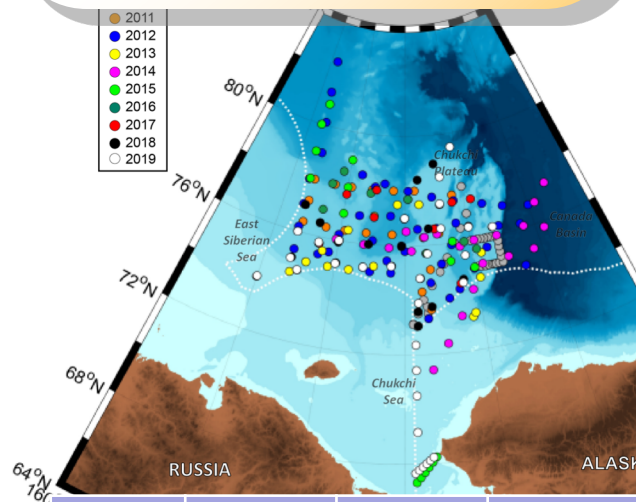 2011
2012
2013
2014
2015
2016
2017
2018
2019
80°N
76°N
72°N
68°N
64°N
Chukchi
Plateau
Canada
Basin
East
Siberian
Sea
Chukchi
Sea
RUSSIA
ALASK